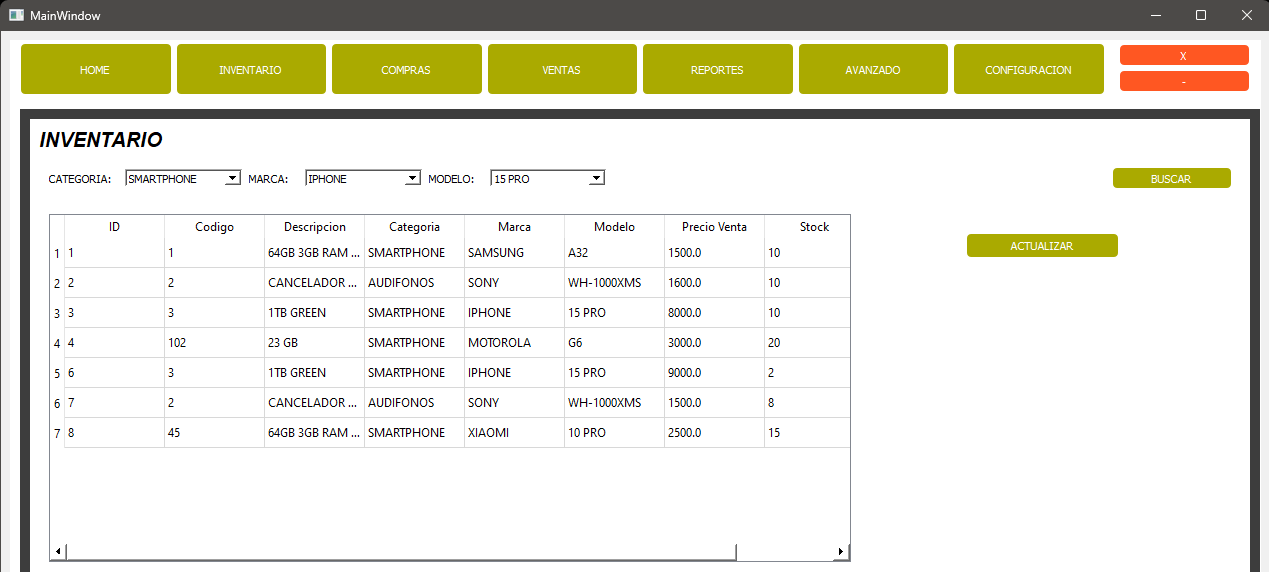 MainWindow
HOME INVENTARIO COMPRAS VENTAS REPORTES AVANZADO CONFIGURACION X
-
INVENTARIO
CATEGORIA: SMARTPHONE MARCA: IPHONE MODELO: 15 PRO BUSCAR
ID Codigo Descripcion Categoria Marca Modelo Precio Venta Stock
ACTUALIZAR
1 1 1 64GB 3GB RAM ... SMARTPHONE SAMSUNG A32 1500.0 10
2 2 2 CANCELADOR ... AUDIFONOS SONY WH-1000XMS 1600.0 10
3 3 3 1TB GREEN SMARTPHONE IPHONE 15 PRO 8000.0 10
4 4 102 23 GB SMARTPHONE MOTOROLA G6 3000.0 20
5 6 3 1TB GREEN SMARTPHONE IPHONE 15 PRO 9000.0 2
6 7 2 CANCELADOR ... AUDIFONOS SONY WH-1000XMS 1500.0 8
7 8 45 64GB 3GB RAM ... SMARTPHONE XIAOMI 10 PRO 2500.0 15